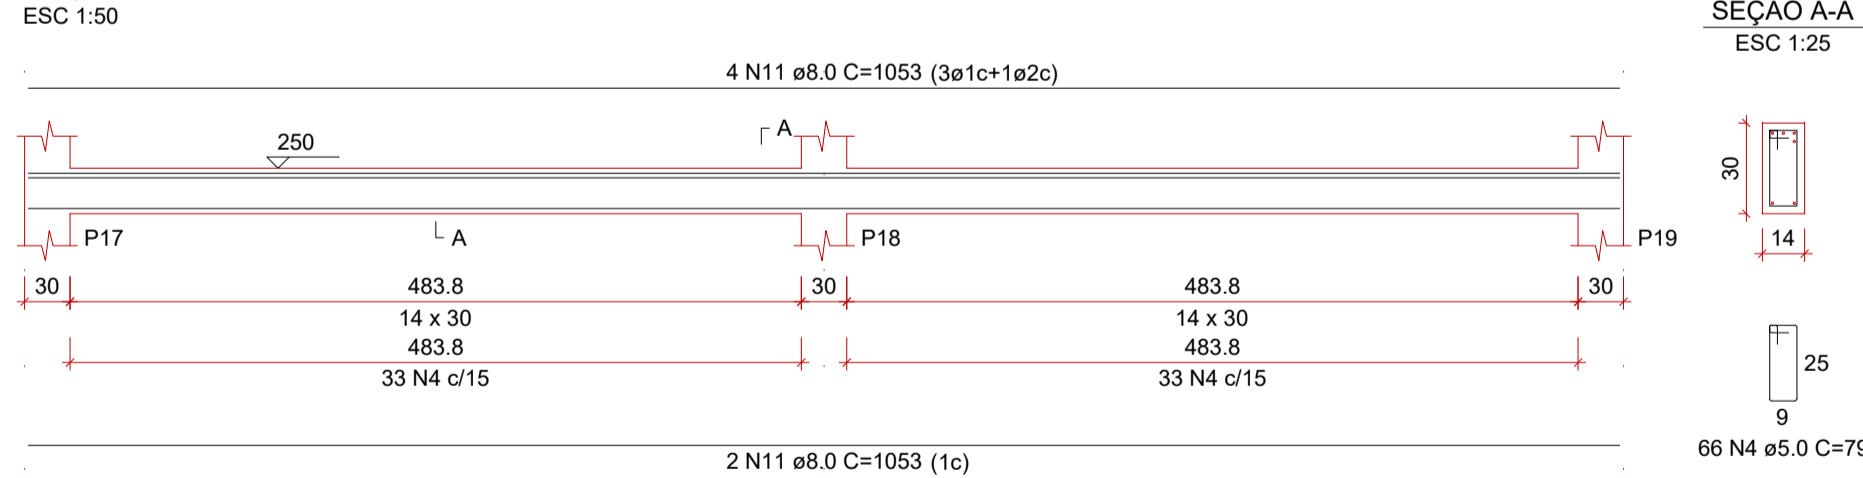 ESC 1:50
SEÇÃO A-A
ESC 1:25
4 N11 ø8.0 C=1053 (3ø1c+1ø2c)
250
A
30
P17
A
P18
P19
14
30
483.8
30
483.8
30
14 x 30
14 x 30
483.8
483.8
33 N4 c/15
33 N4 c/15
25
9
66 N4 ø5.0 C=79
2 N11 ø8.0 C=1053 (1c)